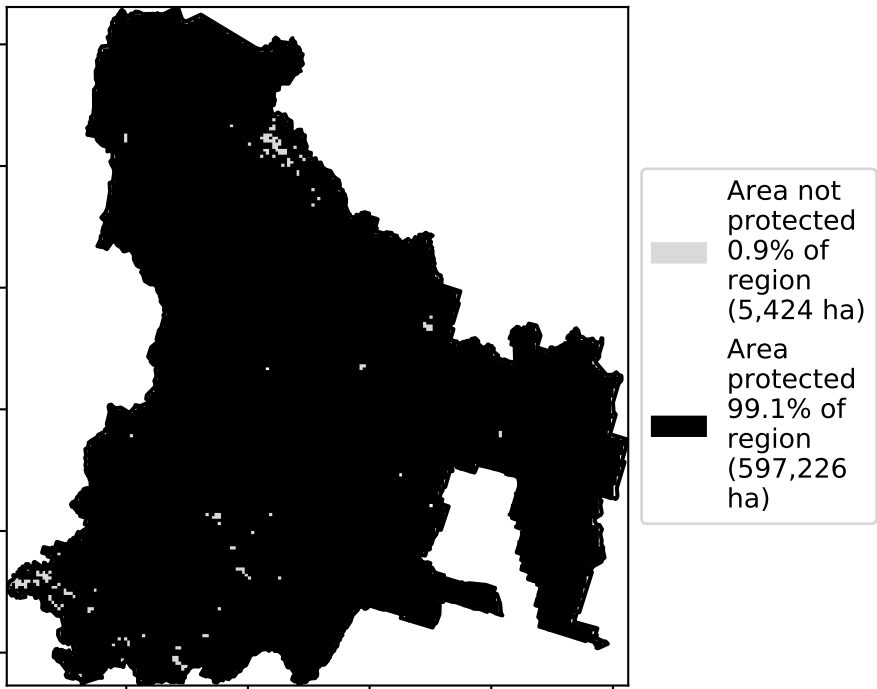 Area not
protected
0.9% of
region
(5,424 ha)
Area
protected
99.1% of
region
(597,226
ha)